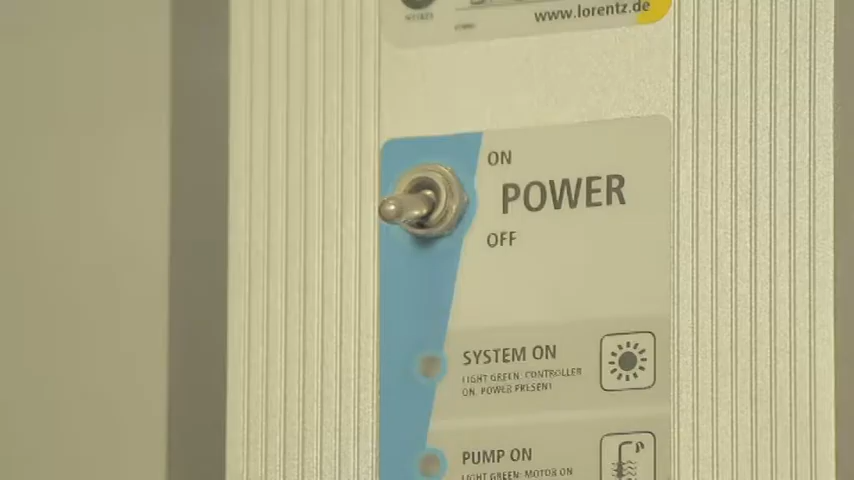 www.lorentz.de
ON
POWER
OFF
SYSTEM ON
LIGHT GREEN: CONTROLLER
ON, POWER PRESENT
PUMP ON
LIGHT GREEN: MOTOR ON